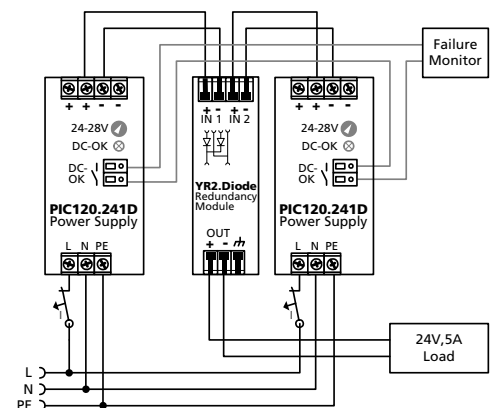 Failure
Monitor
+ + - -
24-28V
DC-OK
DC-
OK
PIC120.241D
Power Supply
L N PE
I
+ - + -
IN 1 IN 2
YR2.Diode
Redundancy
Module
OUT
+ -
+ + - -
24-28V
DC-OK
DC-
OK
PIC120.241D
Power Supply
L N PE
I
24V,5A
Load
L
N
PE